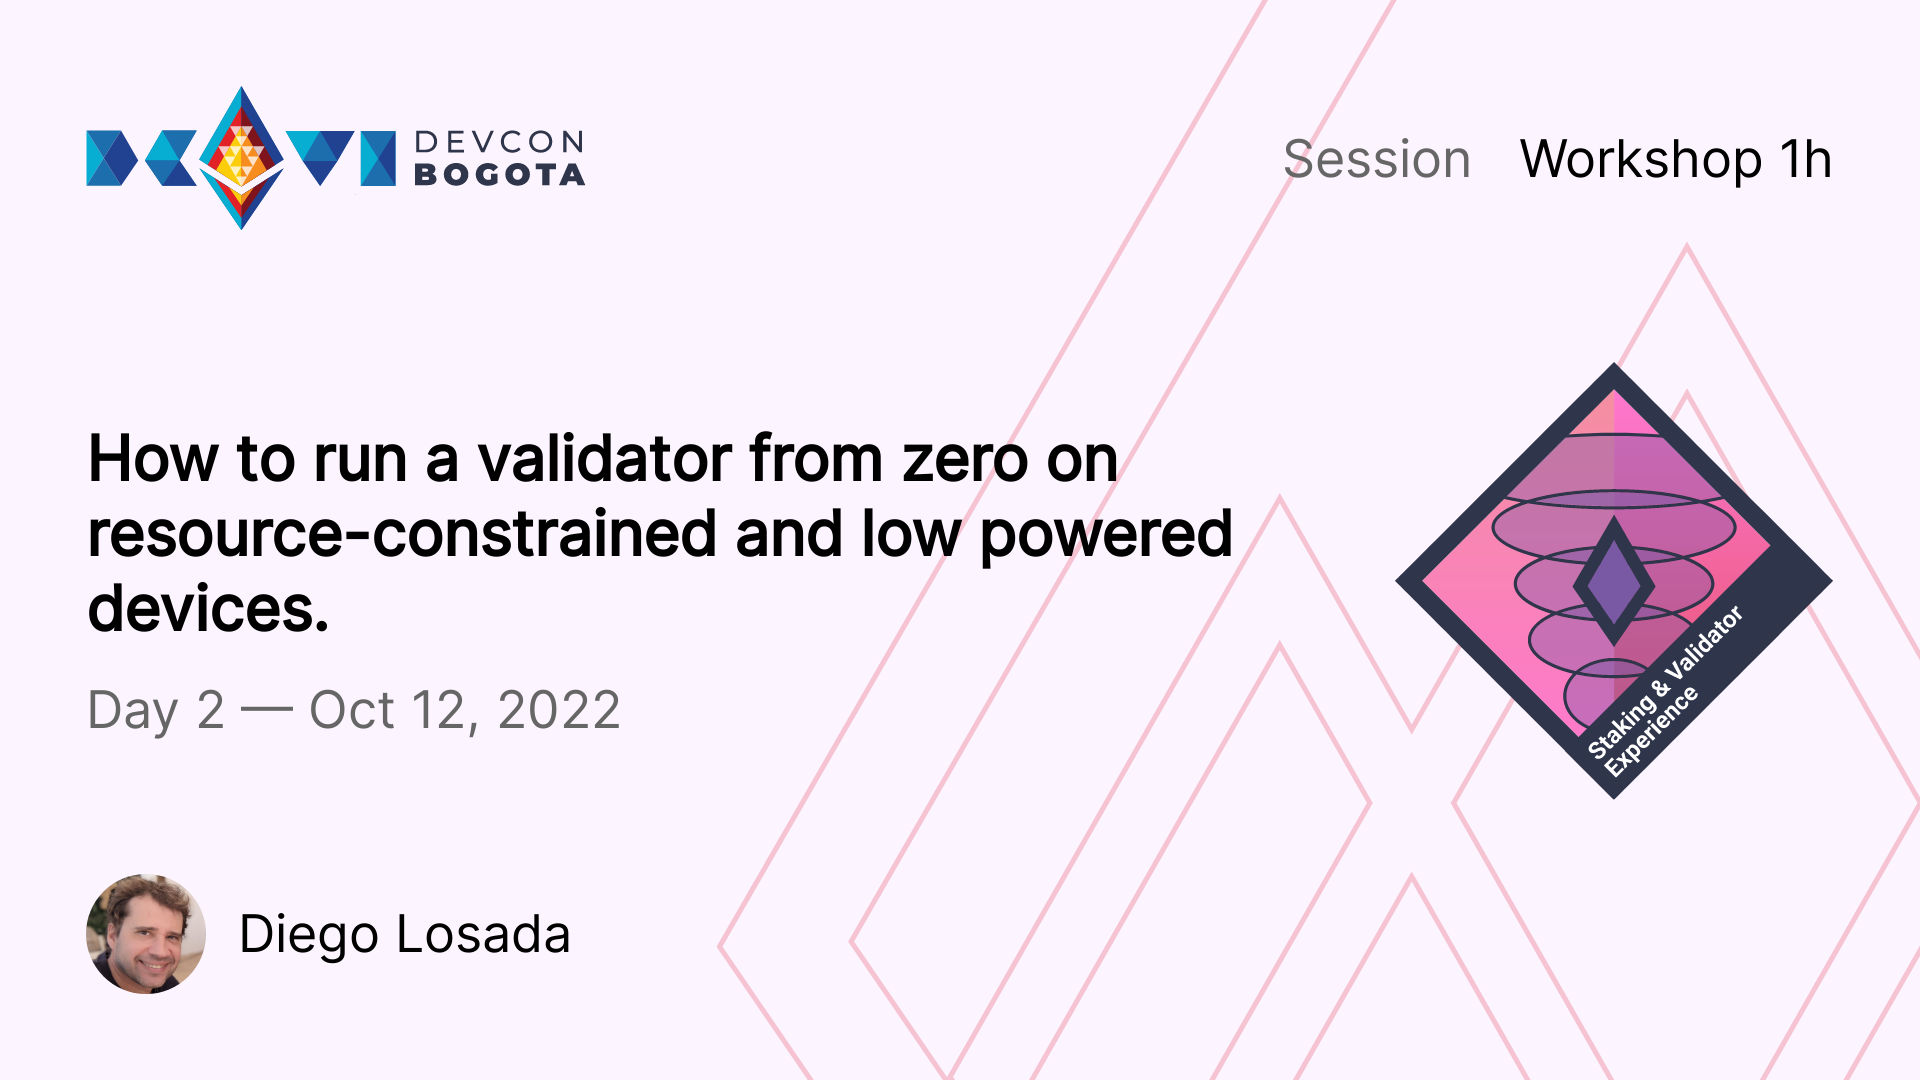 DEVCON
BOGOTA
Session Workshop 1h
How to run a validator from zero on
resource-constrained and low powered
devices.
Day 2 — Oct 12, 2022
Staking & Validator
Experience
Diego Losada